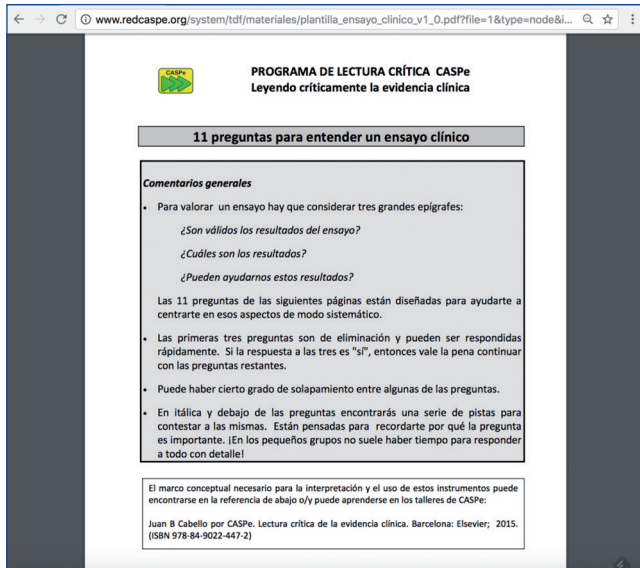 www.redcaspe.org/system/tdf/materiales/plantilla_ensayo_clinico_v1_0.pdf?file=1&type=node&i...
CASPe
PROGRAMA DE LECTURA CRÍTICA CASPe
Leyendo críticamente la evidencia clínica
11 preguntas para entender un ensayo clínico
Comentarios generales
• Para valorar un ensayo hay que considerar tres grandes epígrafes:
¿Son válidos los resultados del ensayo?
¿Cuáles son los resultados?
¿Pueden ayudarnos estos resultados?
Las 11 preguntas de las siguientes páginas están diseñadas para ayudarte a
centrarte en esos aspectos de modo sistemático.
• Las primeras tres preguntas son de eliminación y pueden ser respondidas
rápidamente. Si la respuesta a las tres es "sí", entonces vale la pena continuar
con las preguntas restantes.
• Puede haber cierto grado de solapamiento entre algunas de las preguntas.
• En itálica y debajo de las preguntas encontrarás una serie de pistas para
contestar a las mismas. Están pensadas para recordarte por qué la pregunta
es importante. ¡En los pequeños grupos no suele haber tiempo para responder
a todo con detalle!
El marco conceptual necesario para la interpretación y el uso de estos instrumentos puede
encontrarse en la referencia de abajo o/y puede aprenderse en los talleres de CASPe:
Juan B Cabello por CASPe. Lectura crítica de la evidencia clínica. Barcelona: Elsevier; 2015.
(ISBN 978-84-9022-447-2)